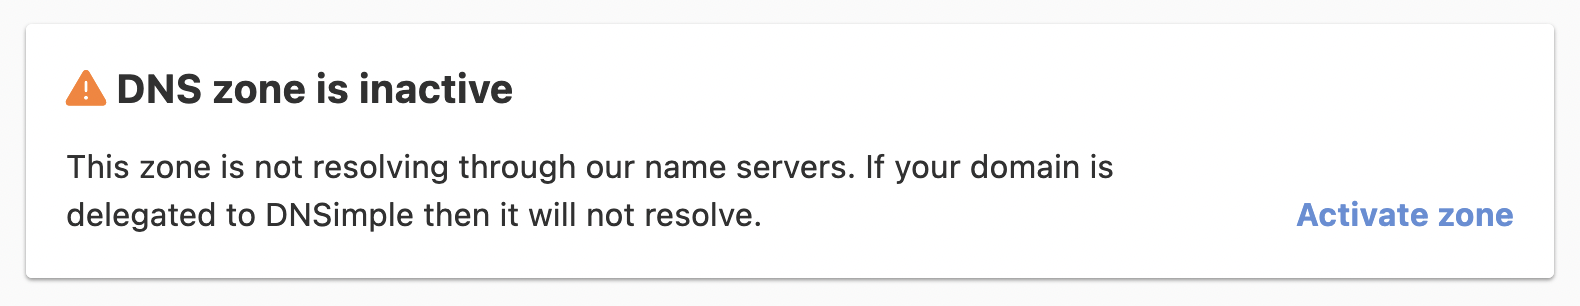 DNS zone is inactive
This zone is not resolving through our name servers. If your domain is
delegated to DNSimple then it will not resolve.
Activate zone